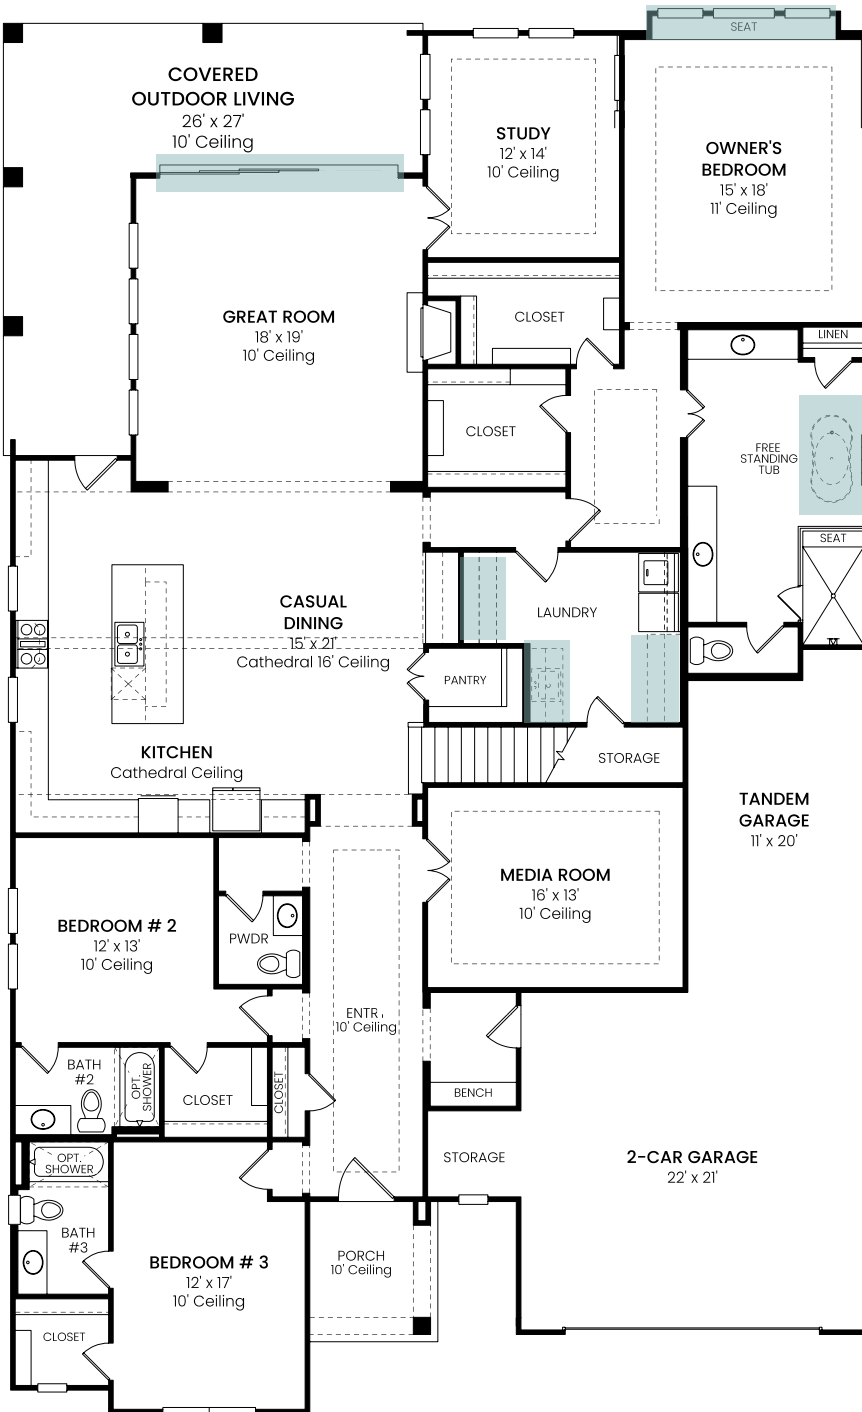 SEAT
COVERED
OUTDOOR LIVING
26' x 27'
10' Ceiling
STUDY
12' x 14'
10' Ceiling
OWNER'S
BEDROOM
15' x 18'
11' Ceiling
GREAT ROOM
18' x 19'
10' Ceiling
CLOSET
LINEN
CLOSET
FREE
STANDING
TUB
SEAT
CASUAL
DINING
15' x 21'
Cathedral 16' Ceiling
LAUNDRY
PANTRY
KITCHEN
Cathedral Ceiling
STORAGE
TANDEM
GARAGE
11' x 20'
MEDIA ROOM
16' x 13'
10' Ceiling
BEDROOM # 2
12' x 13'
10' Ceiling
PWDR
ENTR
10' Ceiling
BATH
#2
OPT.
SHOWER
CLOSET
CLOSET
BENCH
OPT.
SHOWER
STORAGE
2-CAR GARAGE
22' x 21'
BATH
#3
BEDROOM # 3
12' x 17'
10' Ceiling
PORCH
10' Ceiling
CLOSET